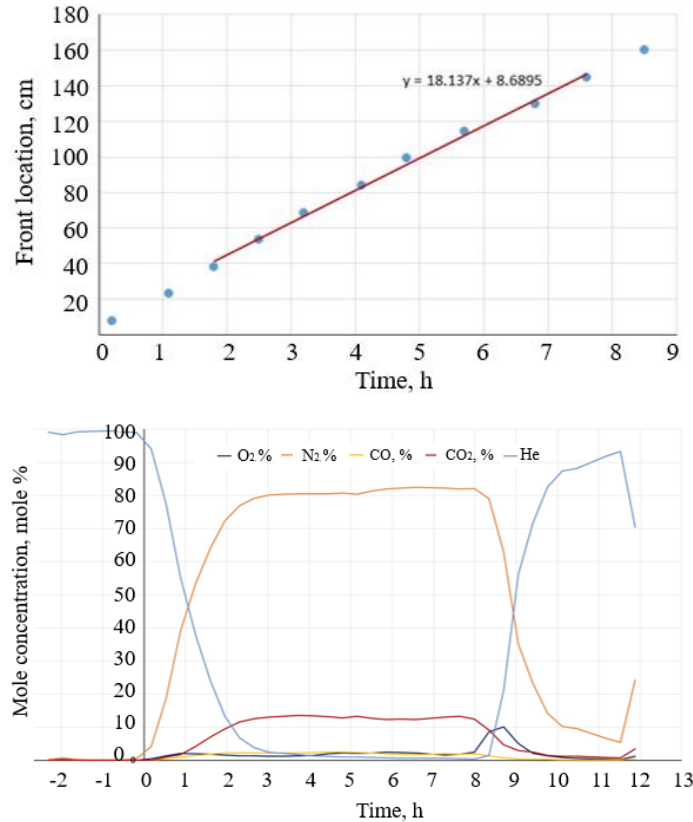 180
160
140
120
100
80
60
40
20
Front location, cm
y = 18.137x + 8.6895
0 1 2 3 4 5 6 7 8 9
Time, h
100
90
80
70
60
50
40
30
20
10
0
Mole concentration, mole %
O2 % N2 % CO, % CO2, % He
-2 -1 0 1 2 3 4 5 6 7 8 9 10 11 12 13
Time, h